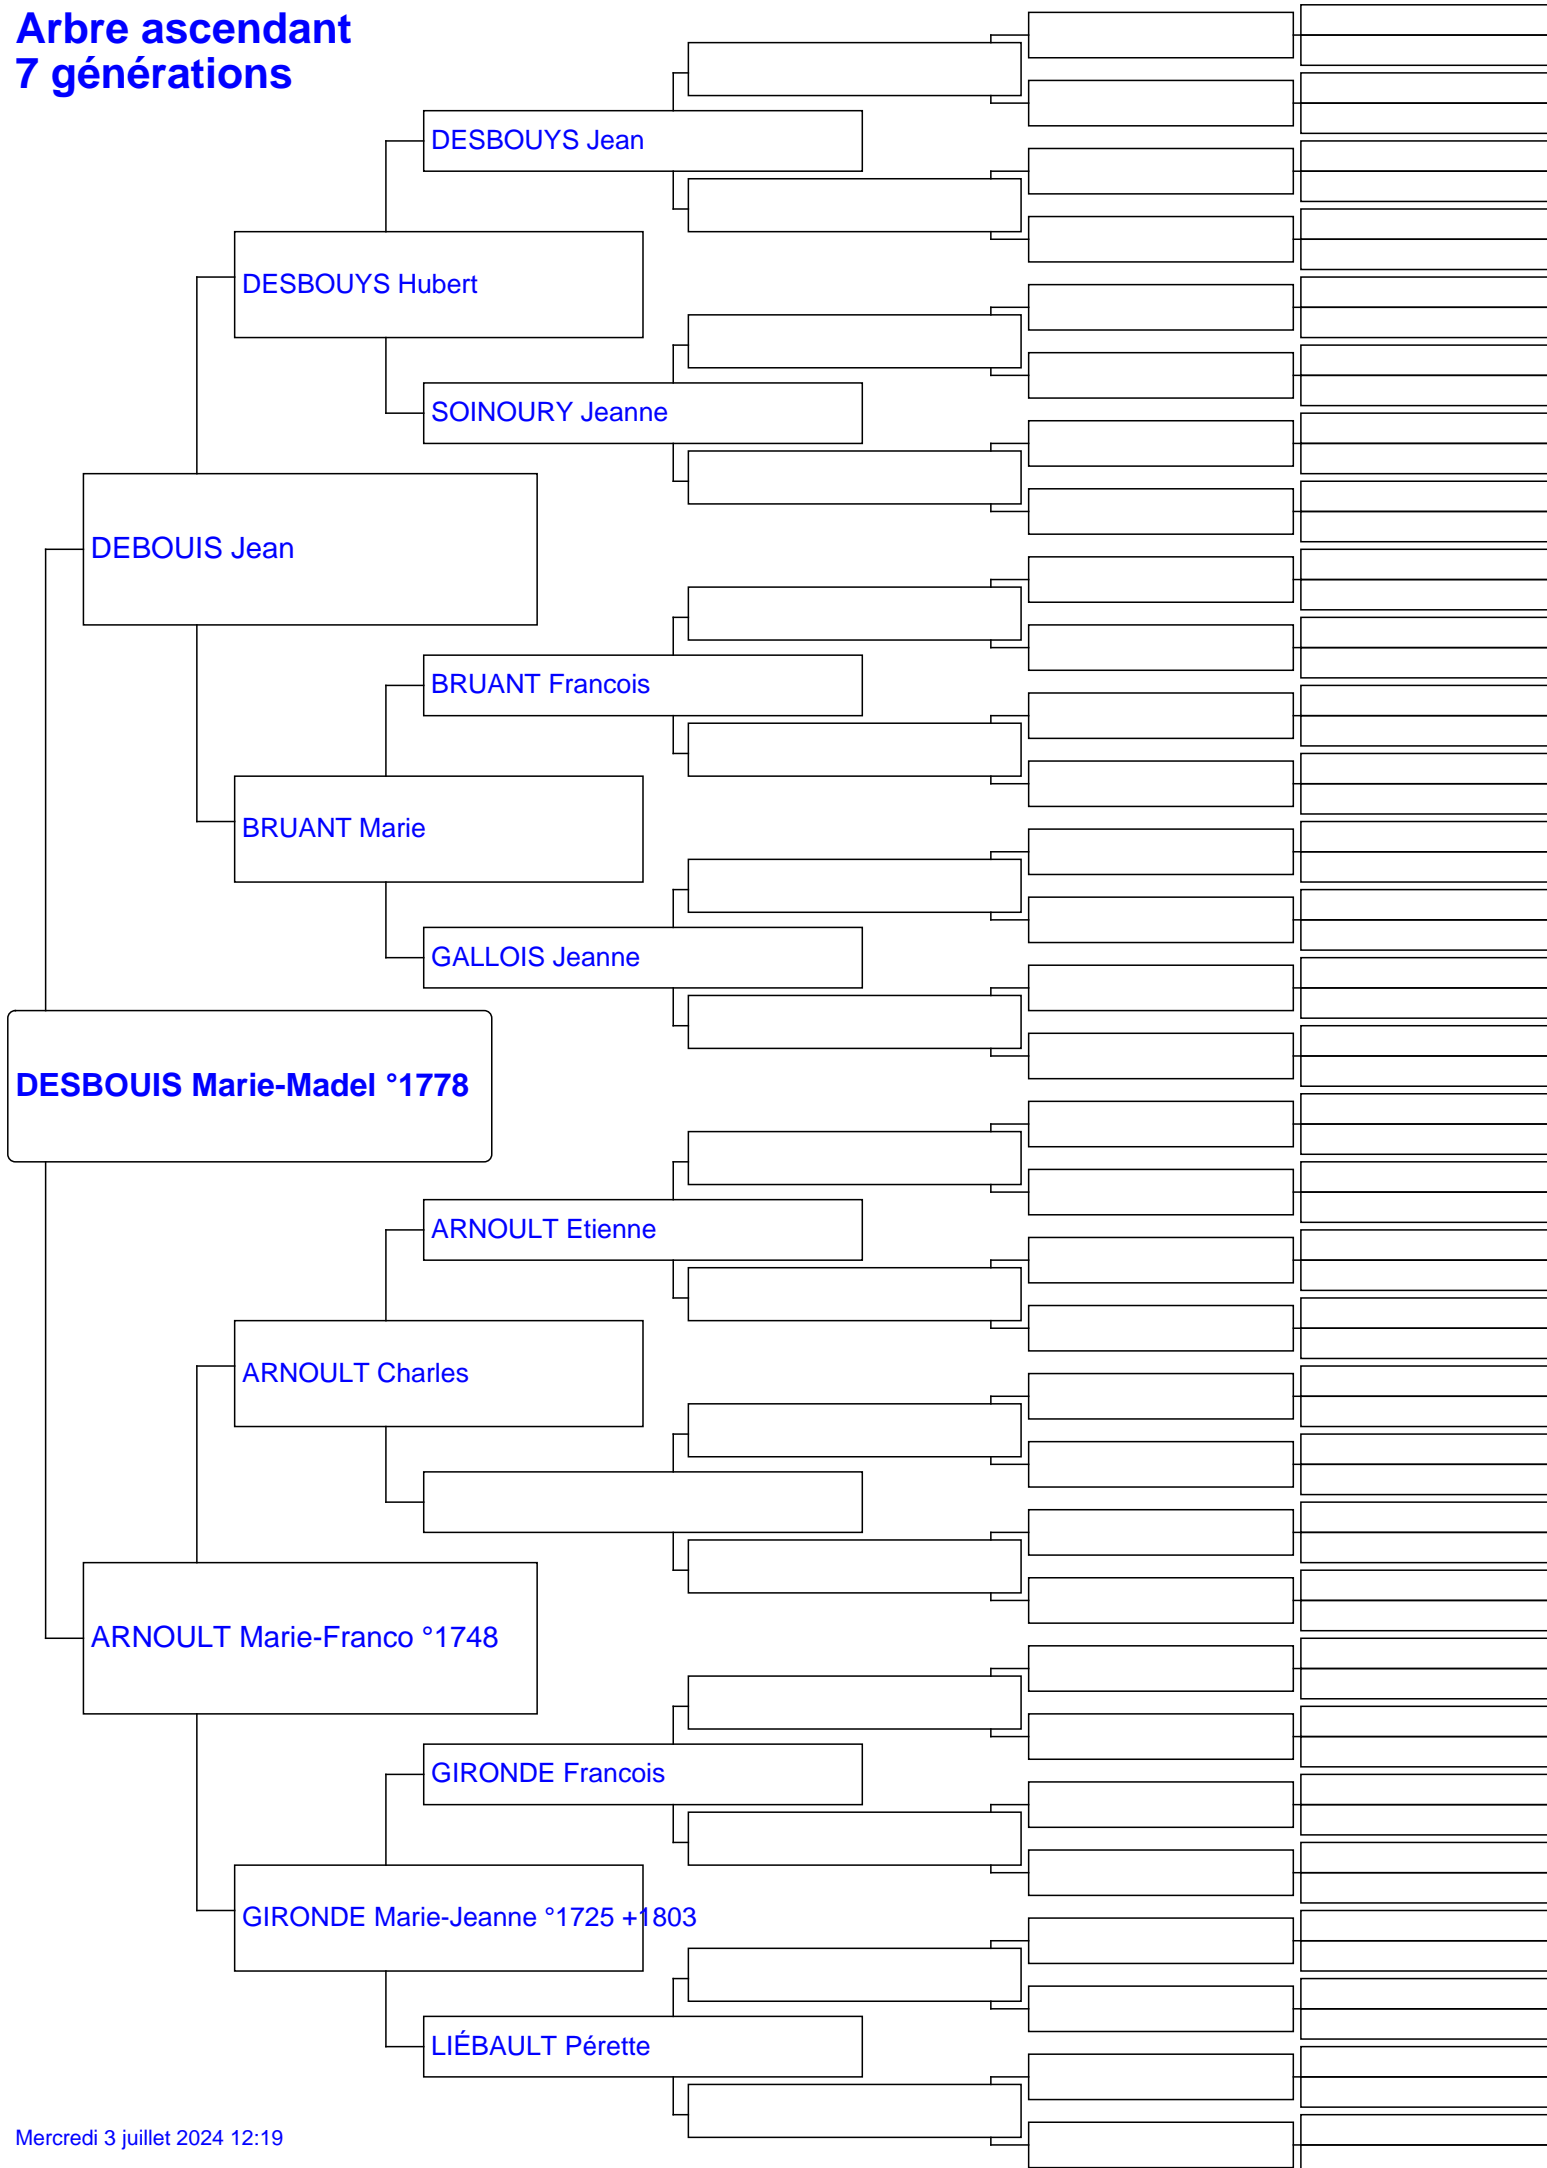 Arbre ascendant
7 générations
DESBOUYS Jean
DESBOUYS Hubert
SOINOURY Jeanne
DEBOUIS Jean
BRUANT Francois
BRUANT Marie
GALLOIS Jeanne
DESBOUIS Marie-Madel °1778
ARNOULT Etienne
ARNOULT Charles
ARNOULT Marie-Franco °1748
GIRONDE Francois
GIRONDE Marie-Jeanne °1725 +1803
LIÉBAULT Pérette
Mercredi 3 juillet 2024 12:19